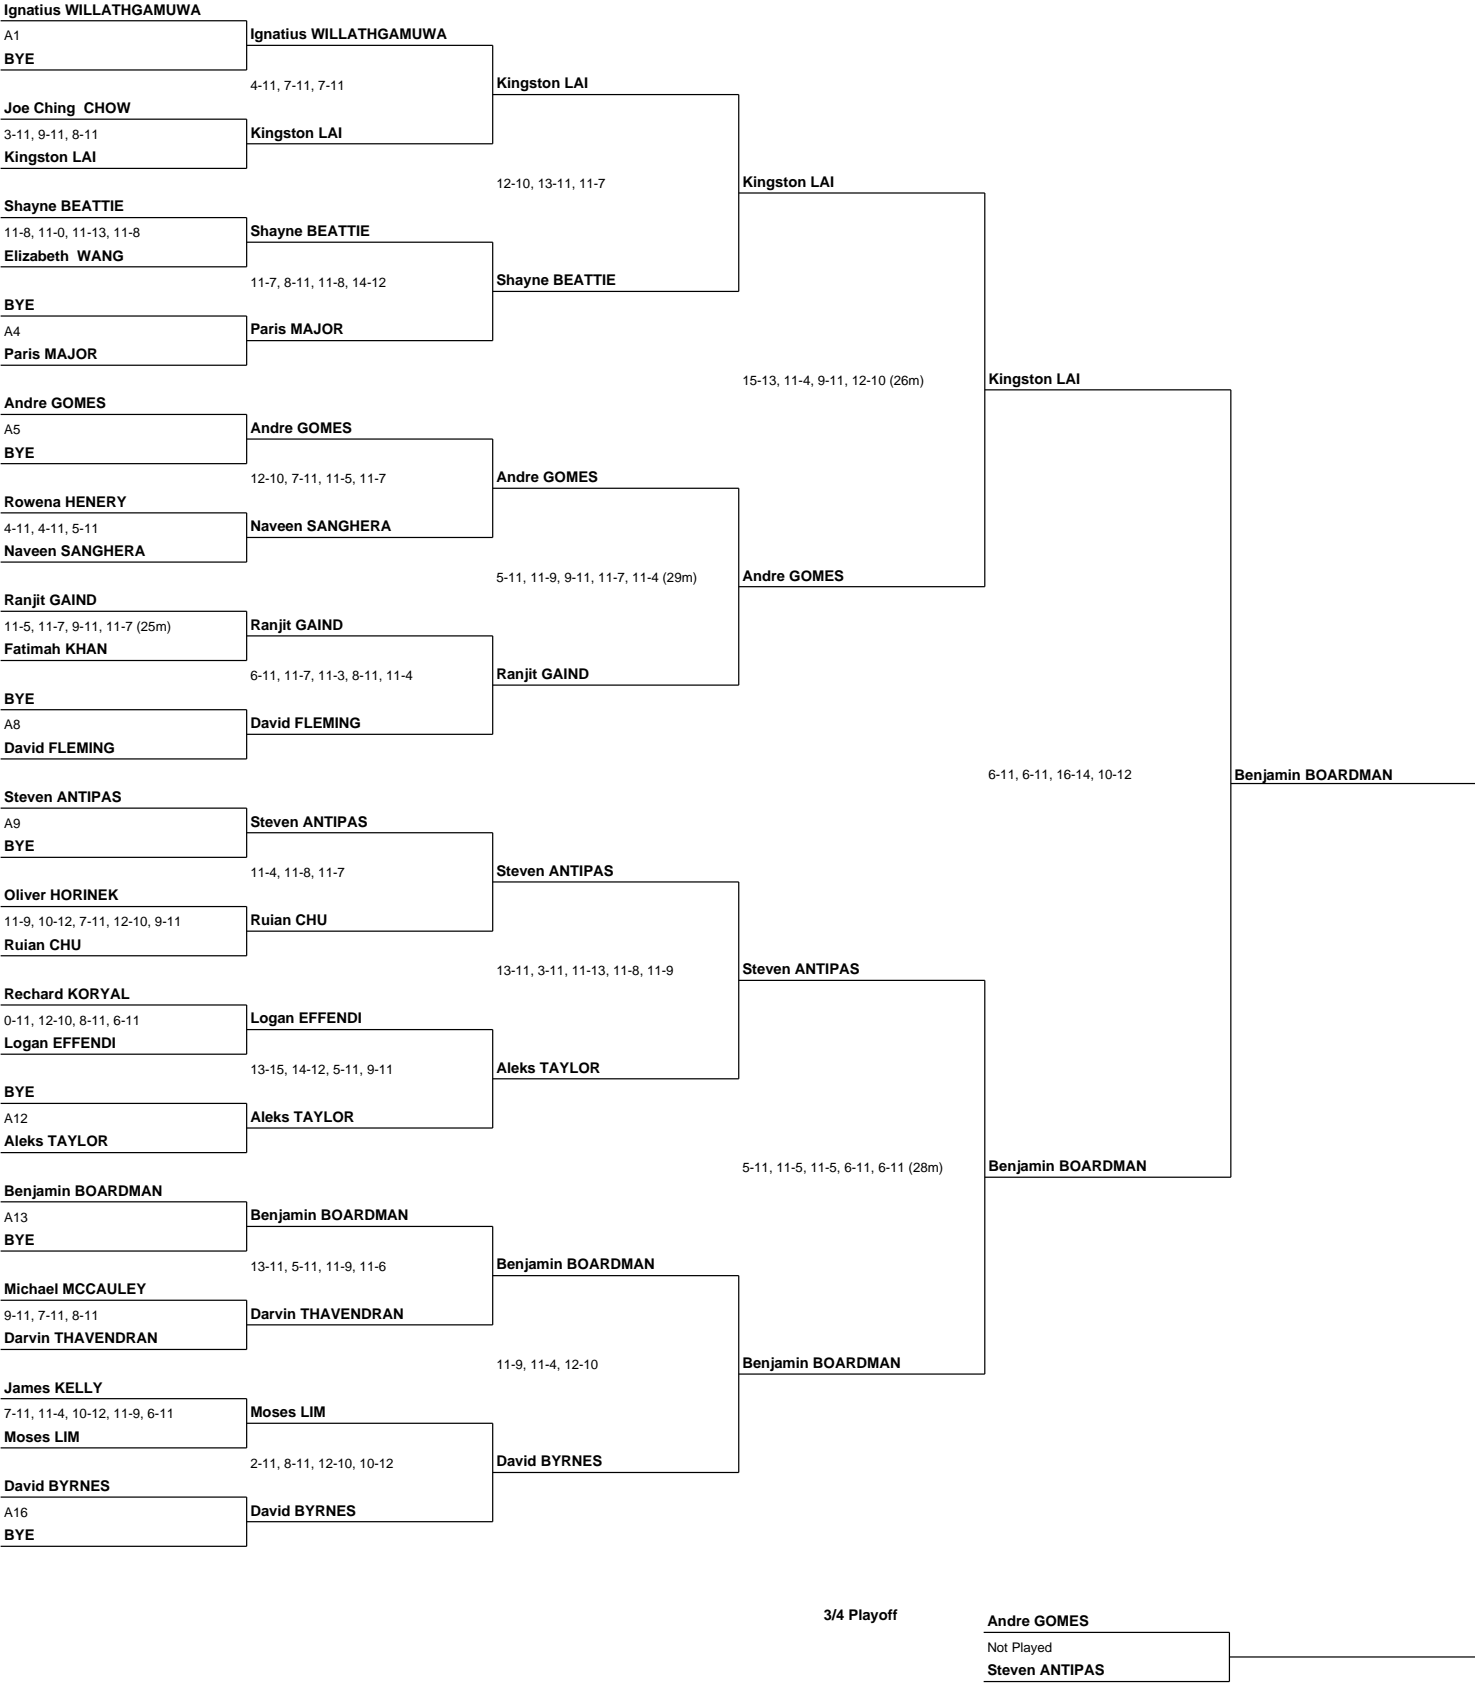 Ignatius WILLATHGAMUWA
A1
BYE
Joe Ching  CHOW
3-11, 9-11, 8-11
Kingston LAI
Shayne BEATTIE
11-8, 11-0, 11-13, 11-8
Elizabeth  WANG
BYE
A4
Paris MAJOR
Andre GOMES
A5
BYE
Rowena HENERY
4-11, 4-11, 5-11
Naveen SANGHERA
Ranjit GAIND
11-5, 11-7, 9-11, 11-7 (25m)
Fatimah KHAN
BYE
A8
David FLEMING
Steven ANTIPAS
A9
BYE
Oliver HORINEK
11-9, 10-12, 7-11, 12-10, 9-11
Ruian CHU
Rechard KORYAL
0-11, 12-10, 8-11, 6-11
Logan EFFENDI
BYE
A12
Aleks TAYLOR
Benjamin BOARDMAN
A13
BYE
Michael MCCAULEY
9-11, 7-11, 8-11
Darvin THAVENDRAN
James KELLY
7-11, 11-4, 10-12, 11-9, 6-11
Moses LIM
David BYRNES
A16
BYE
Ignatius WILLATHGAMUWA
4-11, 7-11, 7-11
Kingston LAI
Shayne BEATTIE
11-7, 8-11, 11-8, 14-12
Paris MAJOR
Andre GOMES
12-10, 7-11, 11-5, 11-7
Naveen SANGHERA
Ranjit GAIND
6-11, 11-7, 11-3, 8-11, 11-4
David FLEMING
Steven ANTIPAS
11-4, 11-8, 11-7
Ruian CHU
Logan EFFENDI
13-15, 14-12, 5-11, 9-11
Aleks TAYLOR
Benjamin BOARDMAN
13-11, 5-11, 11-9, 11-6
Darvin THAVENDRAN
Moses LIM
2-11, 8-11, 12-10, 10-12
David BYRNES
Kingston LAI
12-10, 13-11, 11-7
Shayne BEATTIE
Andre GOMES
5-11, 11-9, 9-11, 11-7, 11-4 (29m)
Ranjit GAIND
Steven ANTIPAS
13-11, 3-11, 11-13, 11-8, 11-9
Aleks TAYLOR
Benjamin BOARDMAN
11-9, 11-4, 12-10
David BYRNES
Kingston LAI
15-13, 11-4, 9-11, 12-10 (26m)
Andre GOMES
Steven ANTIPAS
5-11, 11-5, 11-5, 6-11, 6-11 (28m)
Benjamin BOARDMAN
Kingston LAI
6-11, 6-11, 16-14, 10-12
Benjamin BOARDMAN
Benjamin BOARDMAN
3/4 Playoff
Andre GOMES
Not Played
Steven ANTIPAS